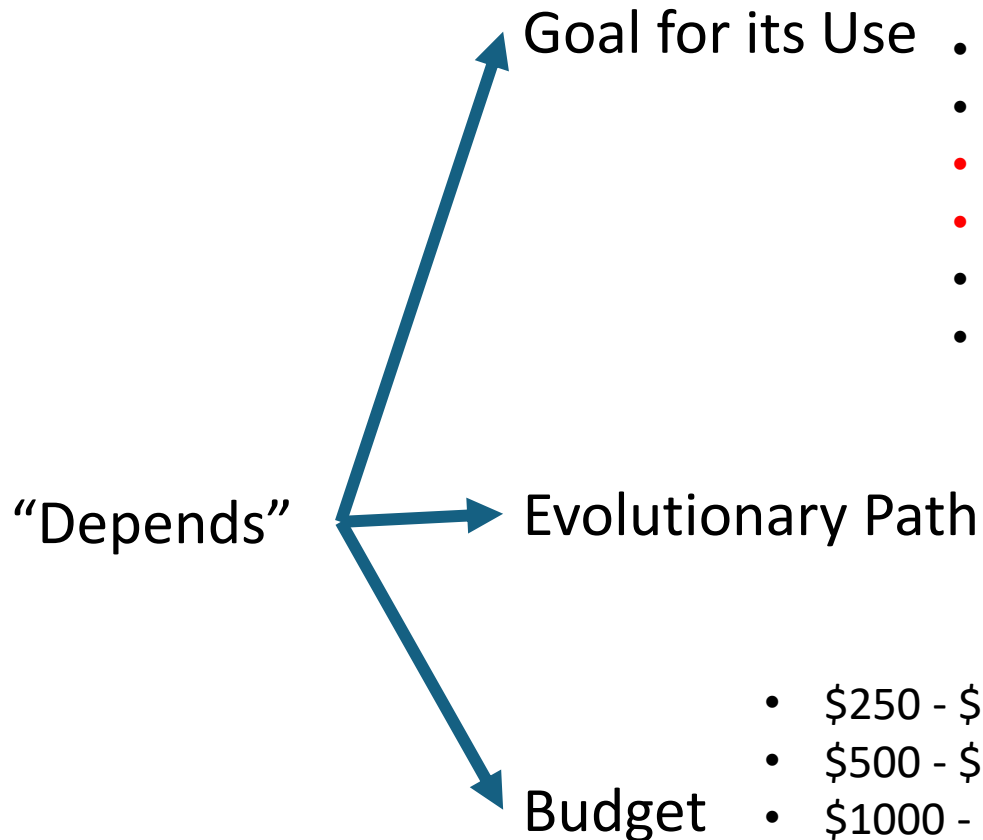 Goal for its Use •
•
•
•
•
•
“Depends”
Evolutionary Path
• $250 - $
• $500 - $
Budget • $1000 -